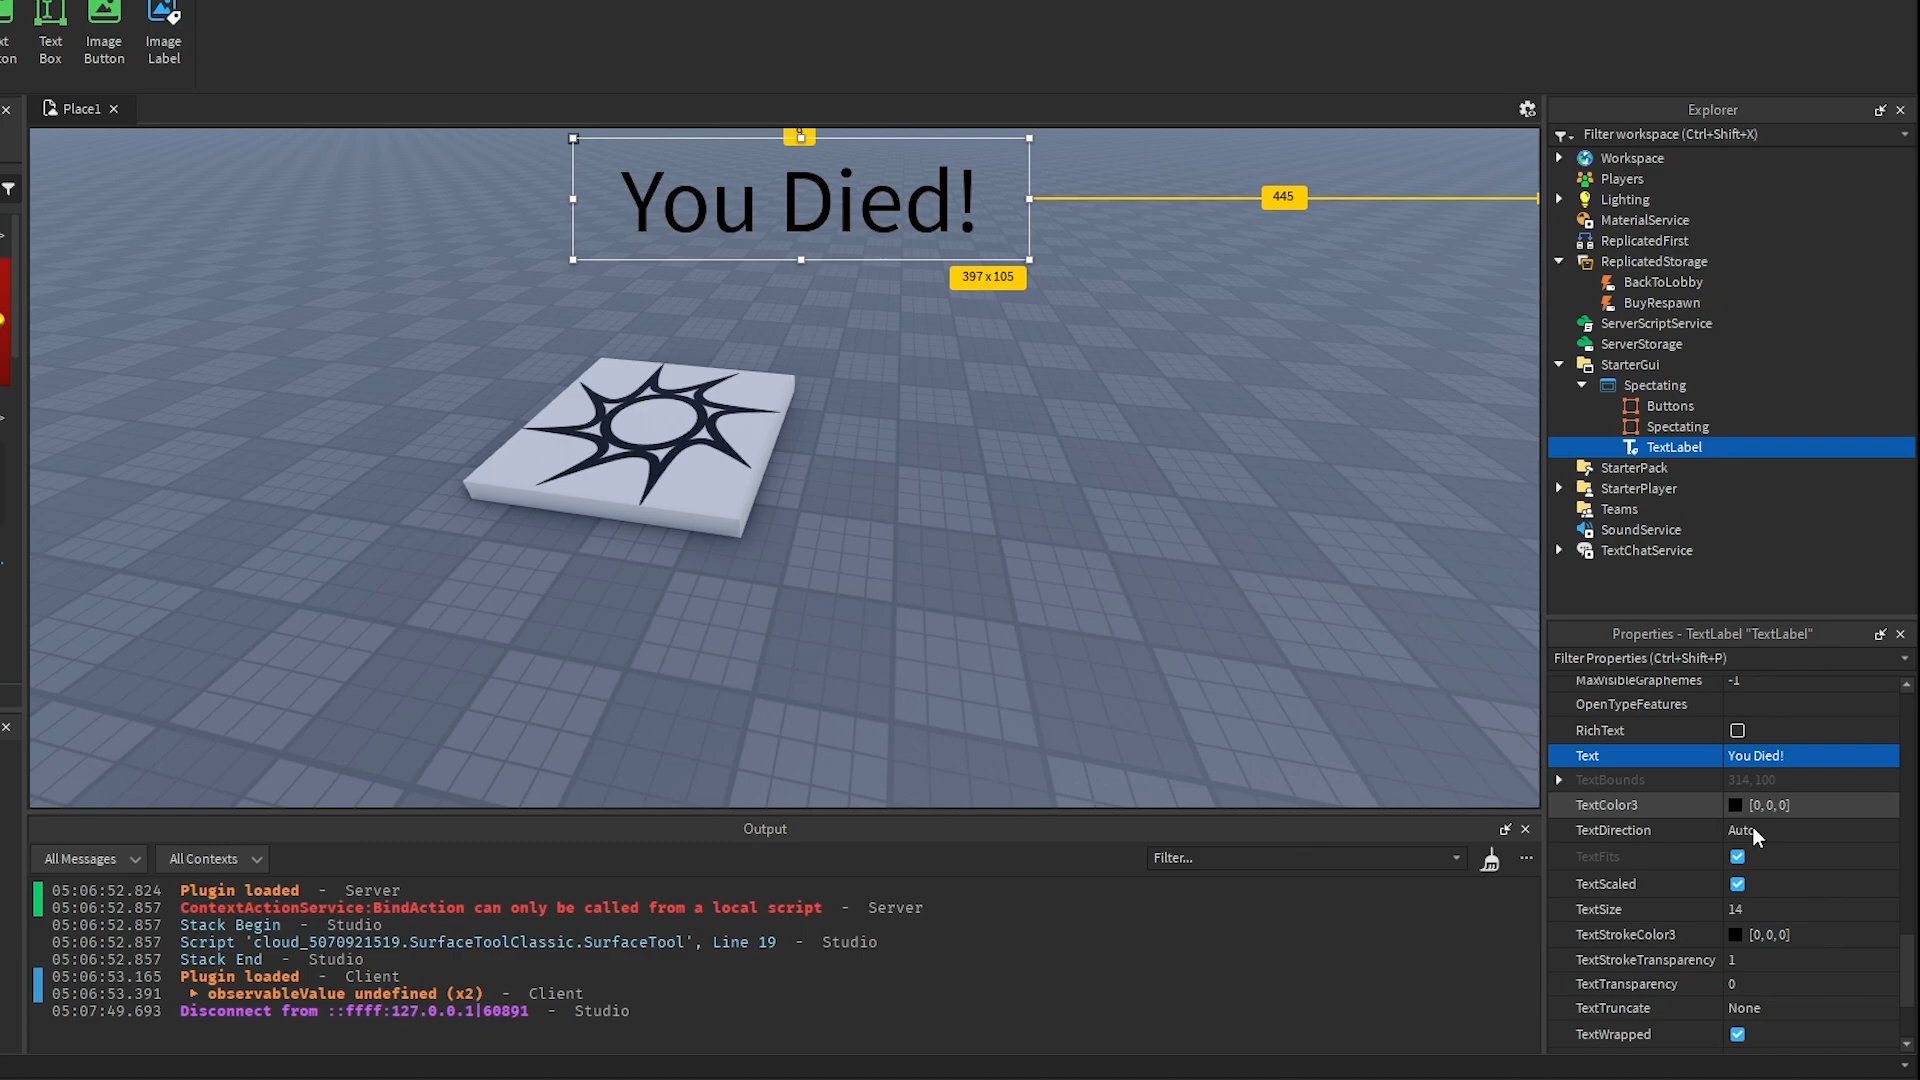 Text
Box
Image
Button
Image
Label
Place1
You Died!
445
397 x 105
Explorer
Filter workspace (Ctrl+Shift+X)
Workspace
Players
Lighting
MaterialService
ReplicatedFirst
ReplicatedStorage
BackToLobby
BuyRespawn
ServerScriptService
ServerStorage
StarterGui
Spectating
Buttons
Spectating
TextLabel
StarterPack
StarterPlayer
Teams
SoundService
TextChatService
Properties - TextLabel "TextLabel"
Filter Properties (Ctrl+Shift+P)
MaxVisibleGraphemes -1
OpenTypeFeatures
RichText
Text You Died!
TextBounds 314, 100
TextColor3 [0, 0, 0]
TextDirection Auto
TextFits
TextScaled
TextSize 14
TextStrokeColor3 [0, 0, 0]
TextStrokeTransparency 1
TextTransparency 0
TextTruncate None
TextWrapped
Output
All Messages All Contexts Filter...
05:06:52.824 Plugin loaded - Server
05:06:52.857 ContextActionService:BindAction can only be called from a local script - Server
05:06:52.857 Stack Begin - Studio
05:06:52.857 Script 'cloud_5070921519.SurfaceToolClassic.SurfaceTool', Line 19 - Studio
05:06:52.857 Stack End - Studio
05:06:53.165 Plugin loaded - Client
05:06:53.391 observableValue undefined (x2) - Client
05:07:49.693 Disconnect from ::ffff:127.0.0.1|60891 - Studio